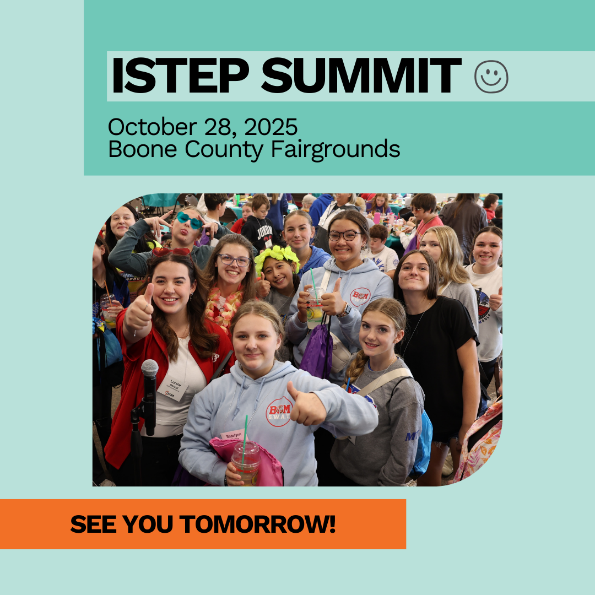 ISTEP SUMMIT
October 28, 2025
Boone County Fairgrounds
SEE YOU TOMORROW!